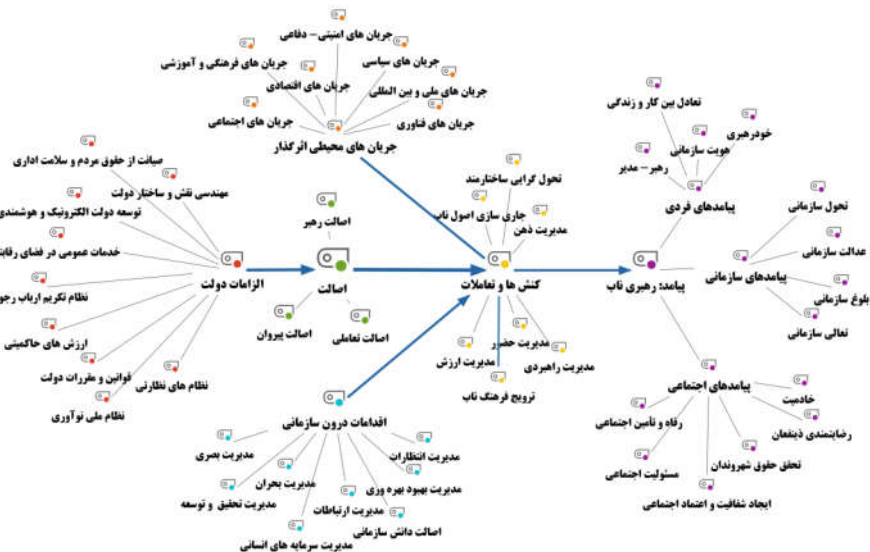 جریان های امنیتی – دفاعی
جریان های سیاسی
جریان های فرهنگی و آموزشی
جریان های اقتصادی
جریان های ملی و بین المللی
جریان های اجتماعی
جریان های فناوری
جریان های محیطی اثرگذار
صیانت از حقوق مردم و سلامت اداری
مهندسی نقش و ساختار دولت
توسعه دولت الکترونیک و هوشمندی
خدمات عمومی در فضای رقابتی
نظام تکریم ارباب رجوع
ارزش های حاکمیتی
قوانین و مقررات دولت
نظام ملی نوآوری
نظام های نظارتی
الزامات دولت
اصالت رهبر
اصالت
اصالت پیروان
اصالت تعاملی
تحول گرایی ساختارمند
جاری سازی اصول ناب
مدیریت ذهن
کنش ها و تعاملات
مدیریت حضور
مدیریت ارزش
مدیریت راهبردی
ترویج فرهنگ ناب
اقدامات درون سازمانی
مدیریت بصری
مدیریت انتظارات
مدیریت بحران
مدیریت بهبود بهره وری
مدیریت تحقیق و توسعه
مدیریت ارتباطات
اصالت دانش سازمانی
مدیریت سرمایه های انسانی
تعادل بین کار و زندگی
خودرهبری
هویت سازمانی
رهبر – مدیر
پیامدهای فردی
تحول سازمانی
عدالت سازمانی
پیامدهای سازمانی
بلوغ سازمانی
تعالی سازمانی
پیامد: رهبری ناب
پیامدهای اجتماعی
خادمیت
رفاه و تأمین اجتماعی
رضایتمندی ذینفعان
تحقق حقوق شهروندان
مسئولیت اجتماعی
ایجاد شفافیت و اعتماد اجتماعی